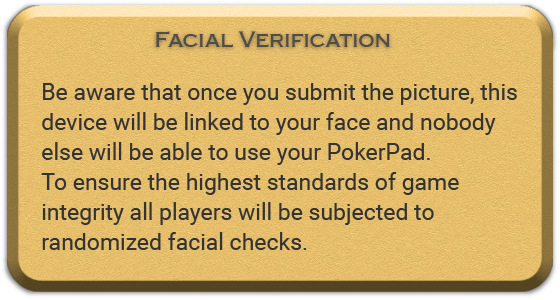 Facial Verification
Be aware that once you submit the picture, this
device will be linked to your face and nobody
else will be able to use your PokerPad.
To ensure the highest standards of game
integrity all players will be subjected to
randomized facial checks.